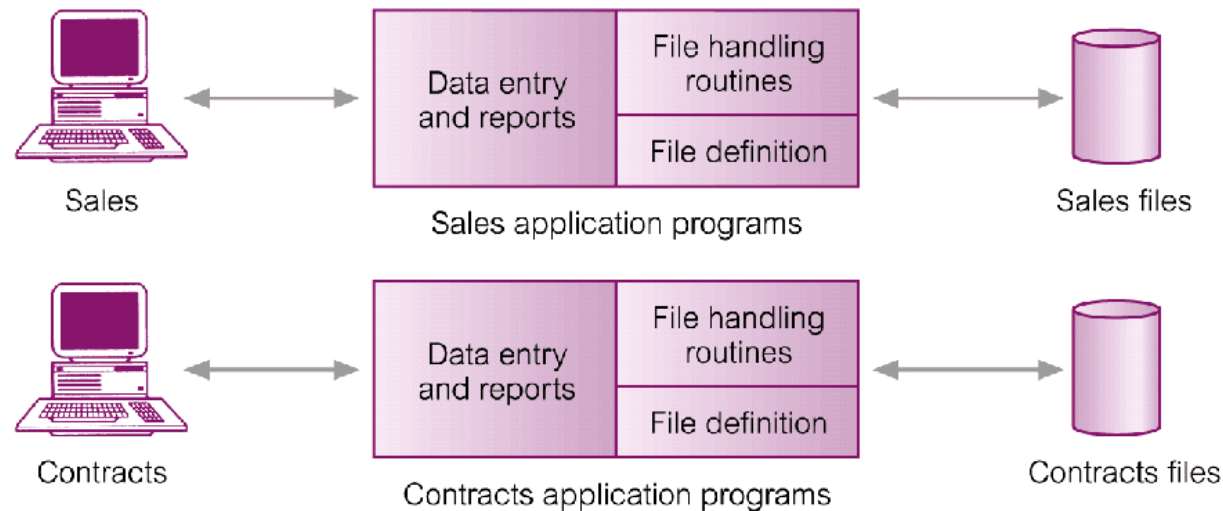 Data entry
and reports
File handling
routines
File definition
Sales
Sales application programs
Sales files
Data entry
and reports
File handling
routines
File definition
Contracts
Contracts application programs
Contracts files